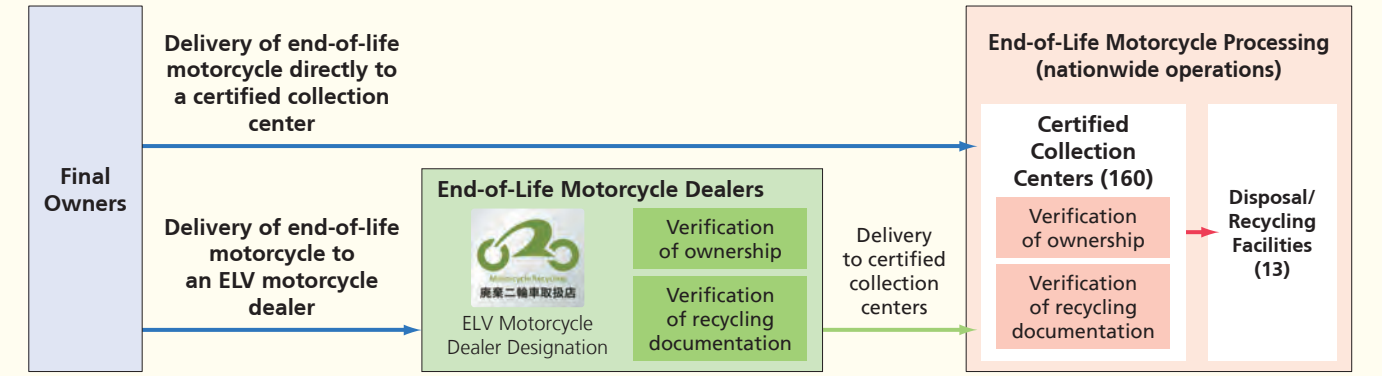 Final
Owners
Delivery of end-of-life
motorcycle directly to
a certified collection
center
Delivery of end-of-life
motorcycle to
an ELV motorcycle
dealer
End-of-Life Motorcycle Dealers
Motorcycle Recycling
廃棄二輪車取扱店
ELV Motorcycle
Dealer Designation
Verification
of ownership
Verification
of recycling
documentation
Delivery
to certified
collection
centers
End-of-Life Motorcycle Processing
(nationwide operations)
Certified
Collection
Centers (160)
Verification
of ownership
Verification
of recycling
documentation
Disposal/
Recycling
Facilities
(13)